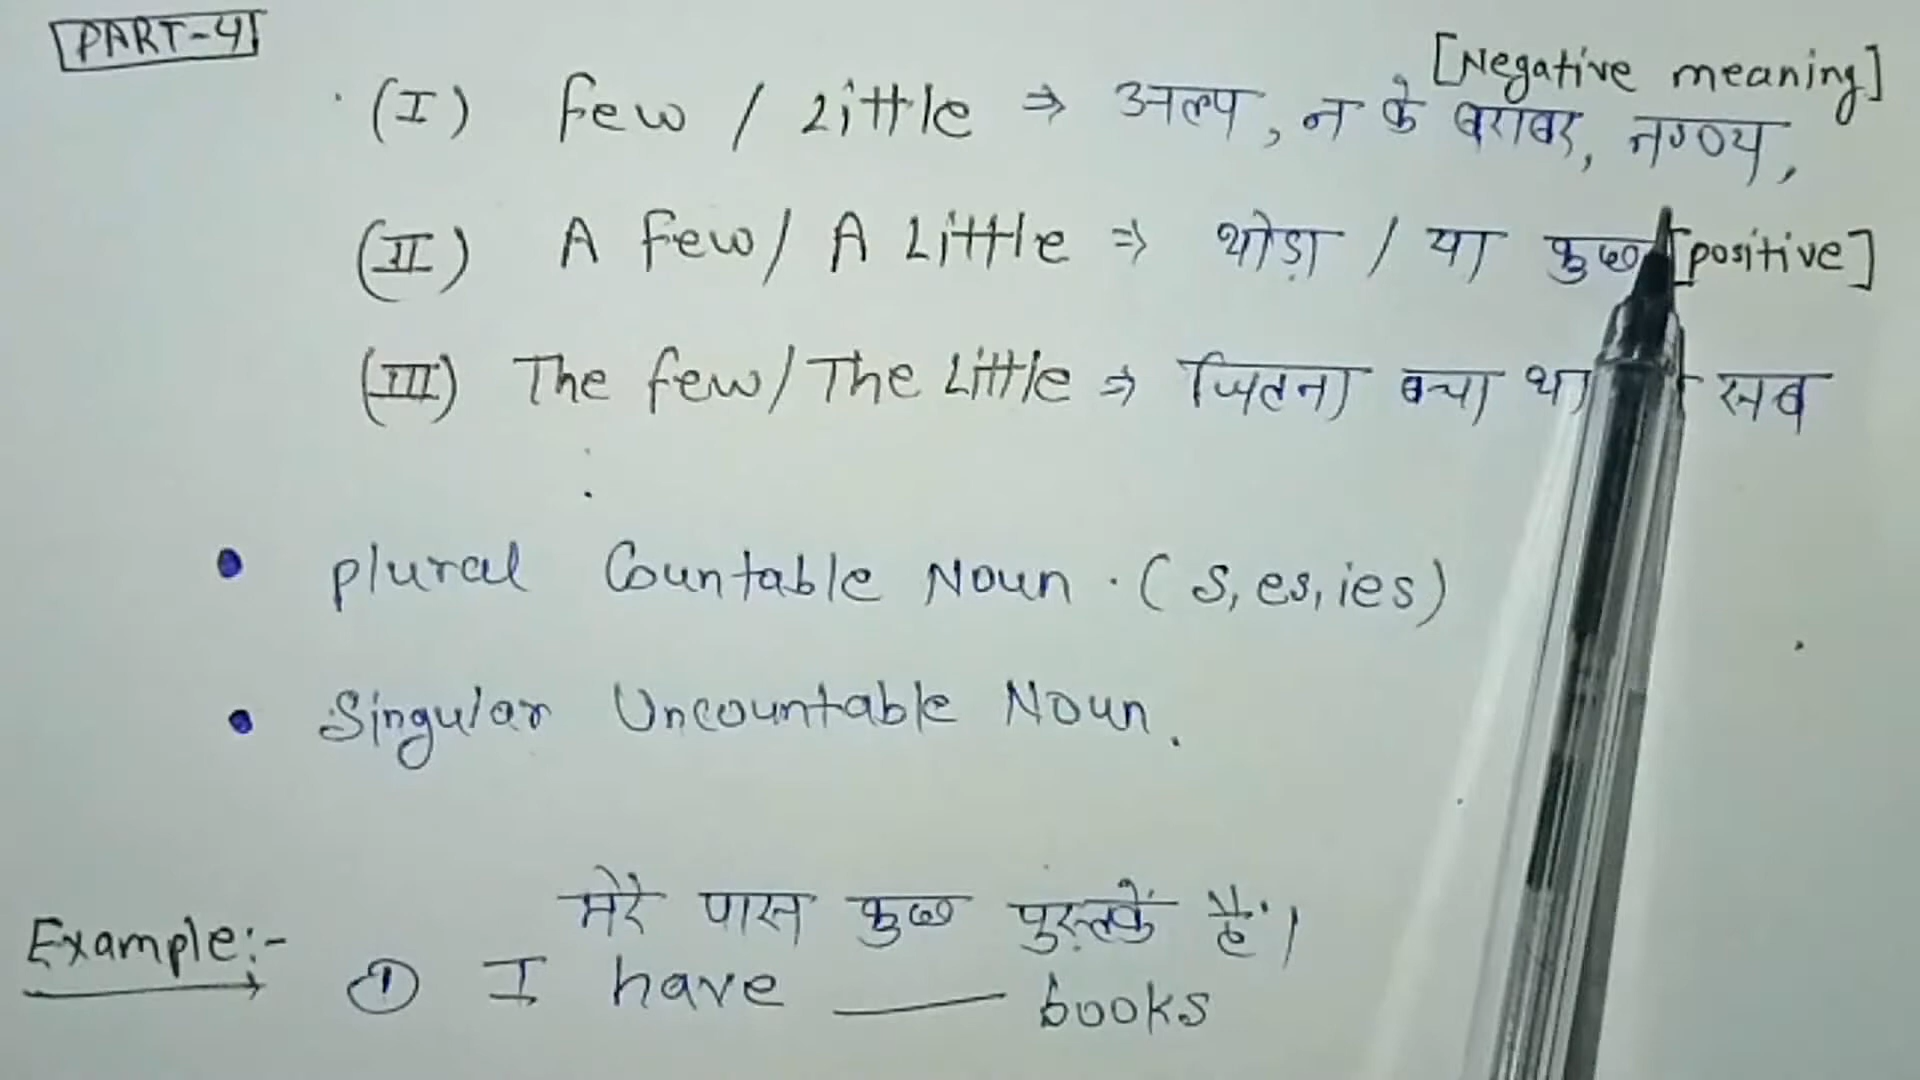 PART-4
[Negative meaning]
(I) Few / Little ⇒ अल्प, न के बराबर, नगण्य,
(II) A Few / A Little ⇒ थोड़ा / या कुछ [positive]
(III) The Few / The Little ⇒ जितना बचा था सब
• Plural Countable Noun. (s, es, ies)
• Singular Uncountable Noun.
मेरे पास कुछ पुस्तकें हैं।
Example:-
① I have ___ books